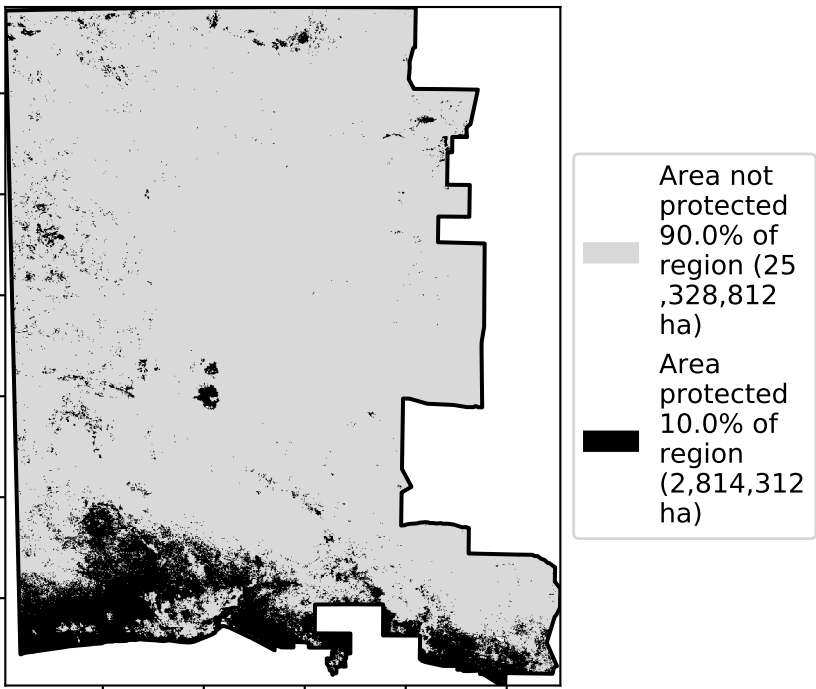 Area not
protected
90.0% of
region (25
,328,812
ha)
Area
protected
10.0% of
region
(2,814,312
ha)